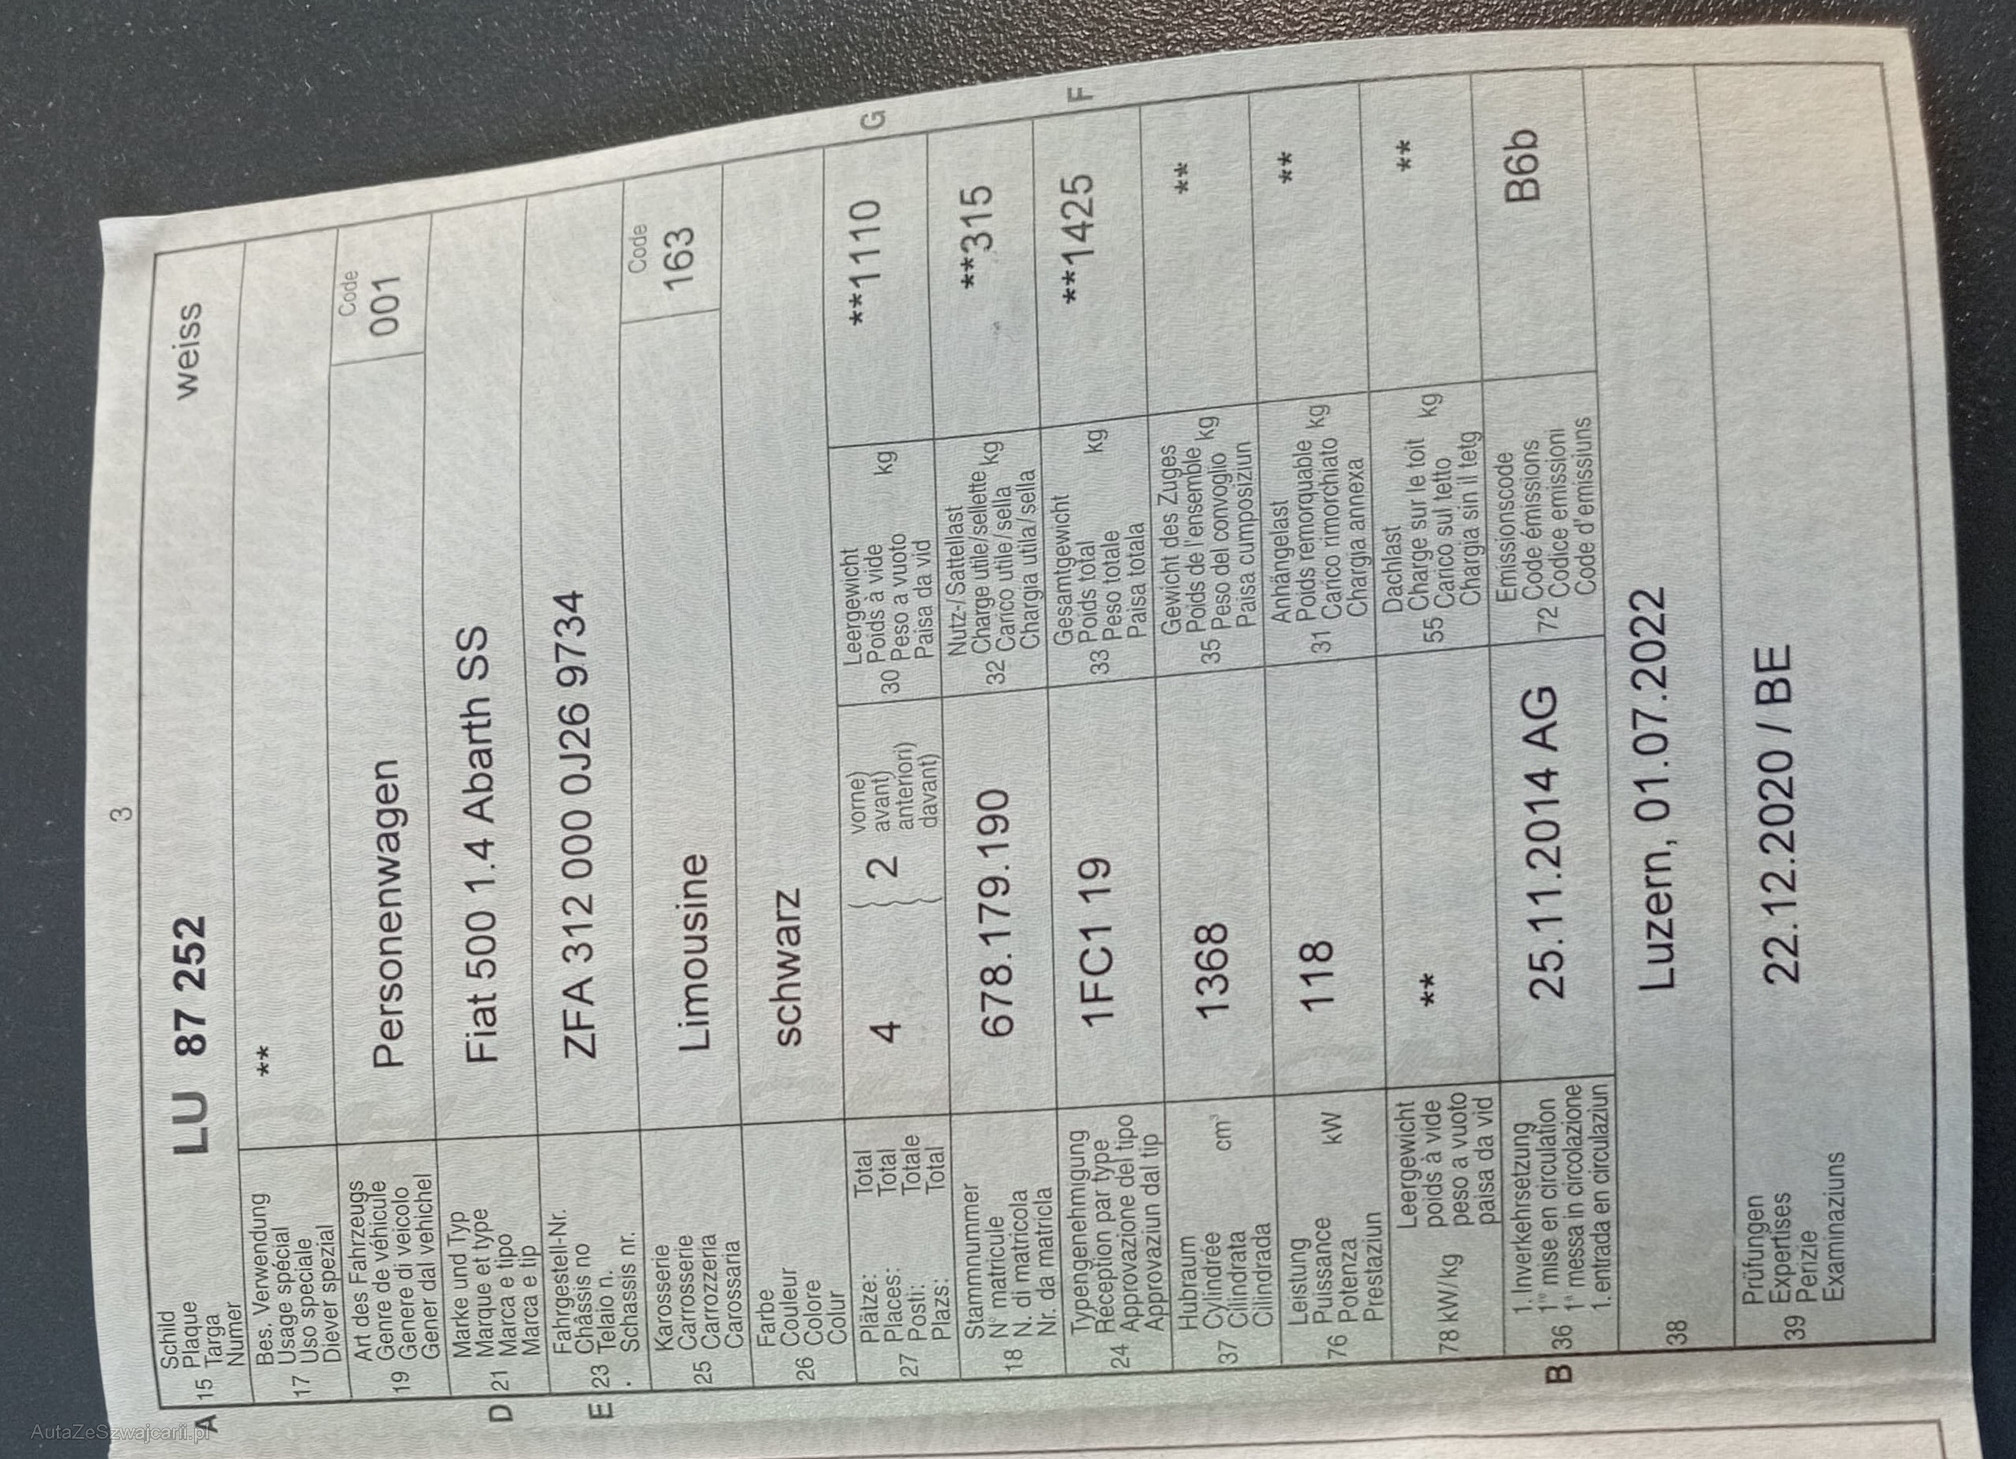 3
Schild
A 15 Plaque
Targa
Numer
LU 87 252 weiss
Bes. Verwendung
Usage spécial
17 Uso speciale
Diever spezial
**
Art des Fahrzeugs
Genre de véhicule
19 Genere di veicolo
Gener dal vehichel
Personenwagen
Code
001
Marke und Typ
Marque et type
D 21 Marca e tipo
Marca e tip
Fiat 500 1.4 Abarth SS
Fahrgestell-Nr.
Châssis no
E 23 Telaio n.
Schassis nr.
ZFA 312 000 0J26 9734
Karosserie
Carrosserie
25 Carrozzeria
Carossaria
Limousine
Code
163
Farbe
Couleur
26 Colore
Colur
schwarz
Plätze: Total
Places: Total
27 Posti: Totale
Plazs: Total
4 { 2
vorne)
avant)
anteriori)
davant)
Leergewicht
Poids à vide
30 Peso a vuoto kg
Paisa da vid
**1110
G
Stammnummer
N° matricule
18 N. di matricola
Nr. da matricla
678.179.190
Nutz-/Sattellast
Charge utile/sellette
32 Carico utile/sella kg
Chargia utila/sella
**315
Typengenehmigung
Réception par type
24 Approvazione del tipo
Approvaziun dal tip
1FC1 19
Gesamtgewicht
Poids total
33 Peso totale kg
Paisa totala
**1425
F
Hubraum
Cylindrée cm³
37 Cilindrata
Cilindrada
1368
Gewicht des Zuges
Poids de l'ensemble
35 Peso del convoglio kg
Paisa cumposiziun
**
Leistung
Puissance kW
76 Potenza
Prestaziun
118
Anhängelast
Poids remorquable
31 Carico rimorchiato kg
Chargia annexa
**
Leergewicht
poids à vide
78 kW/kg peso a vuoto
paisa da vid
**
Dachlast
Charge sur le toit
55 Carico sul tetto kg
Chargia sin il tetg
**
1. Inverkehrsetzung
1re mise en circulation
B 36 1a messa in circolazione
1. entrada en circulaziun
25.11.2014 AG
Emissionscode
Code émissions
72 Codice emissioni
Code d'emissiuns
B6b
38
Luzern, 01.07.2022
Prüfungen
Expertises
39 Perizie
Examinaziuns
22.12.2020 / BE
AutaZeSzwajcarii.pl